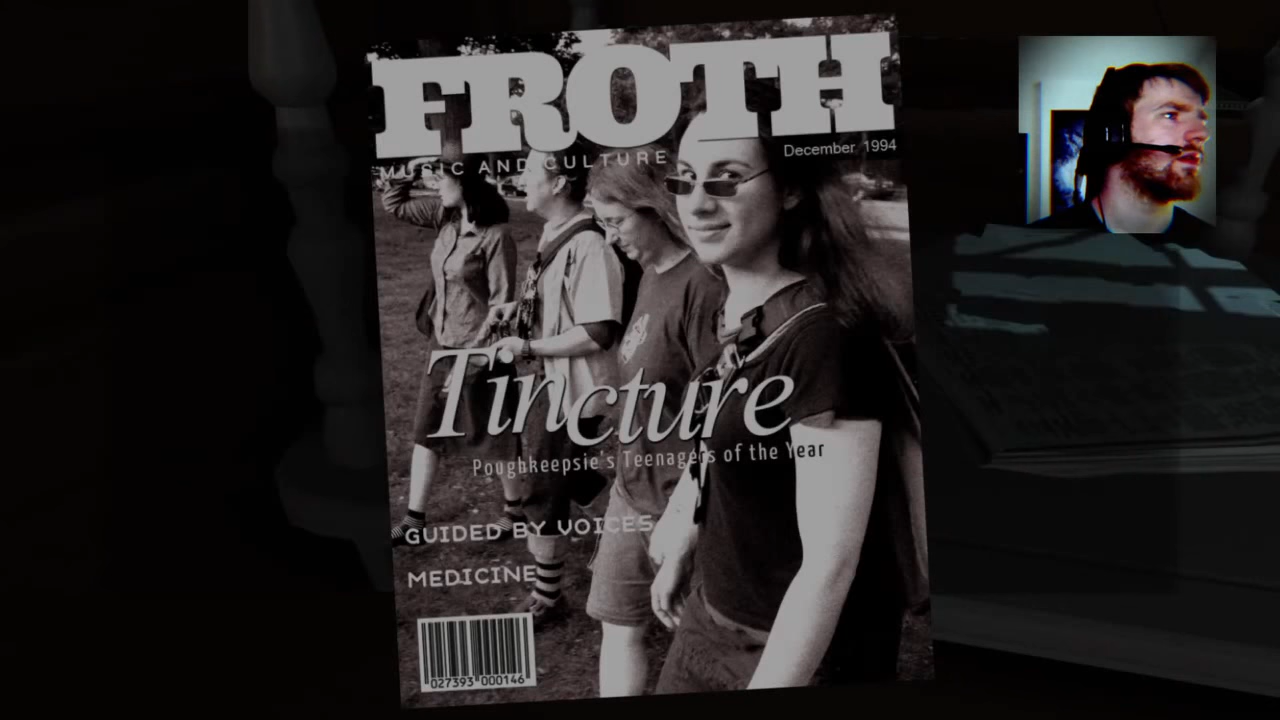 FROTH
MUSIC AND CULTURE
December 1994
Tincture
Poughkeepsie's Teenagers of the Year
GUIDED BY VOICES
MEDICINE
027393 000146